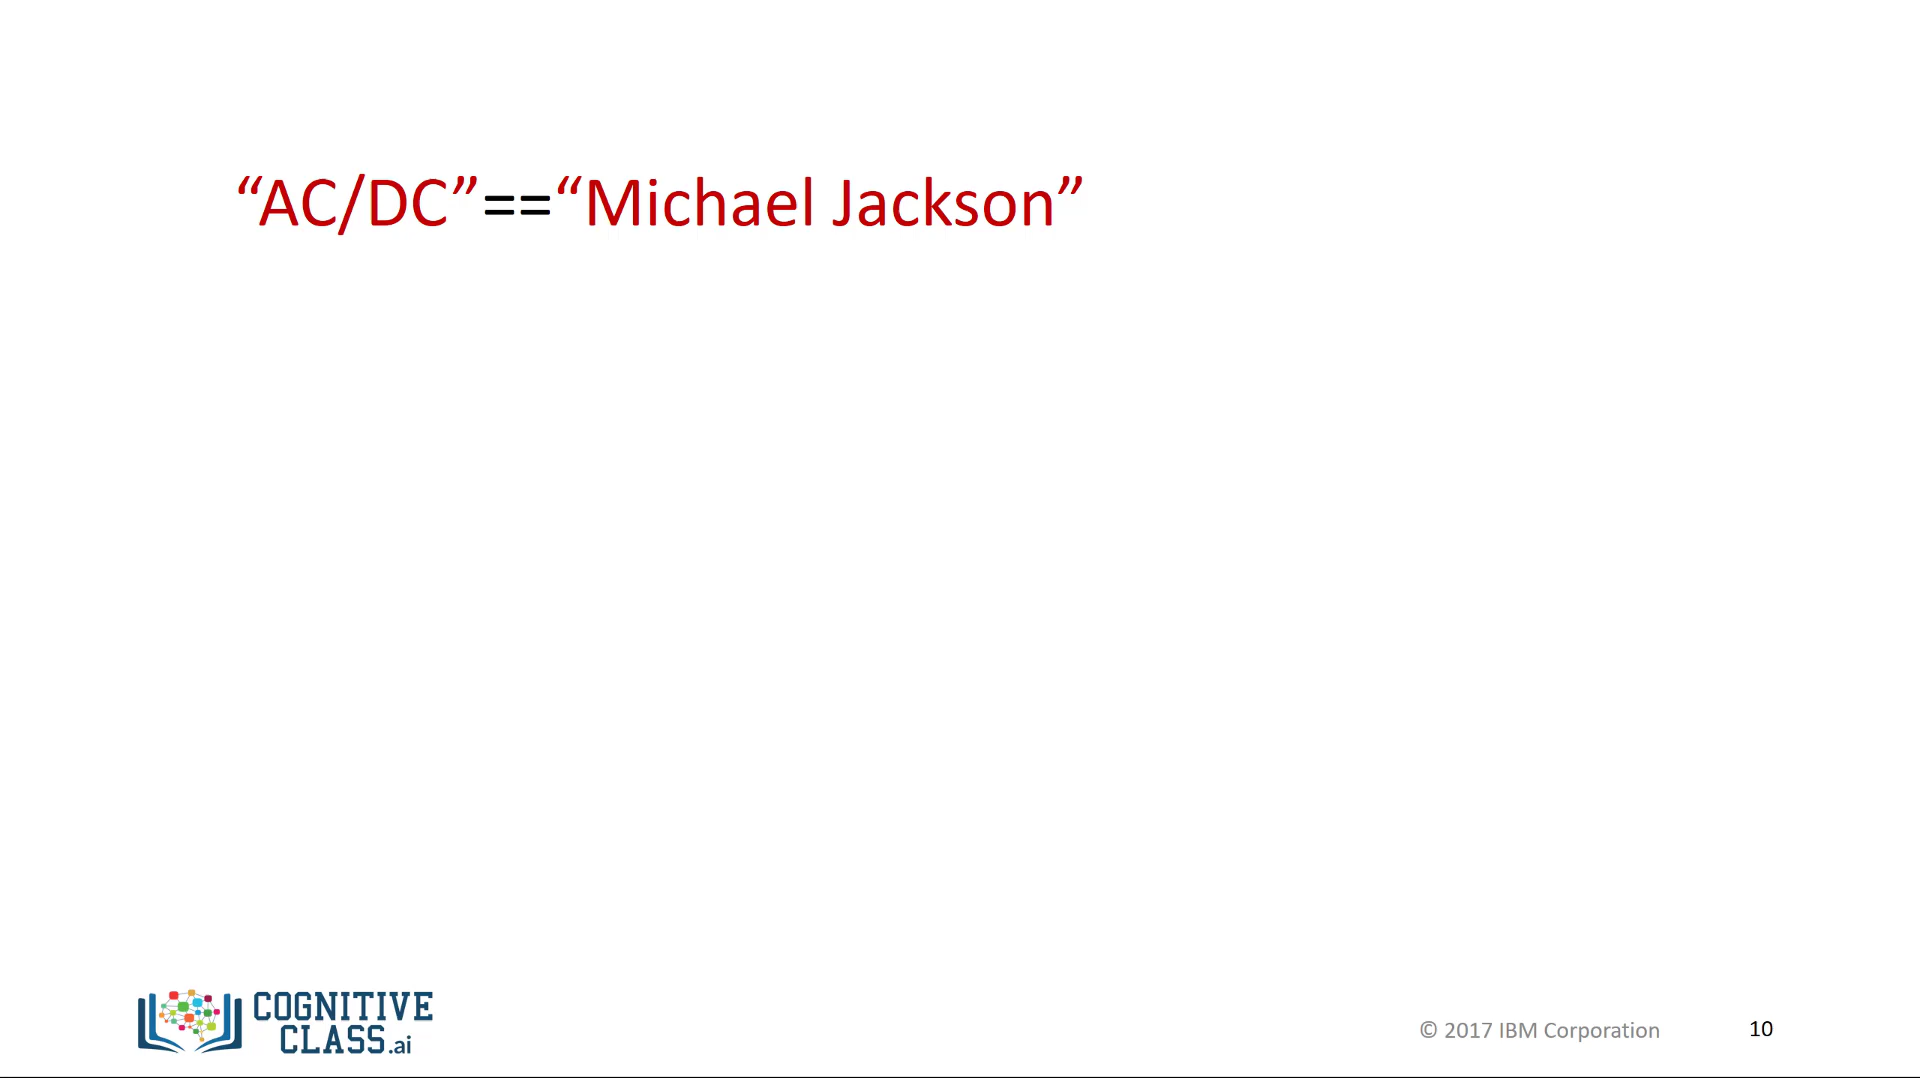 “AC/DC”==“Michael Jackson”
COGNITIVE
CLASS.ai
© 2017 IBM Corporation
10